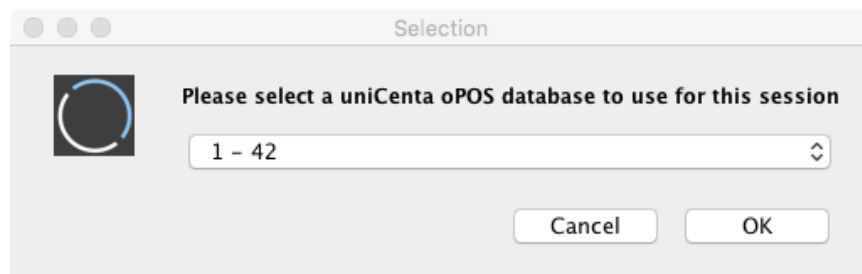 Selection
Please select a uniCenta oPOS database to use for this session
1 – 42
Cancel OK